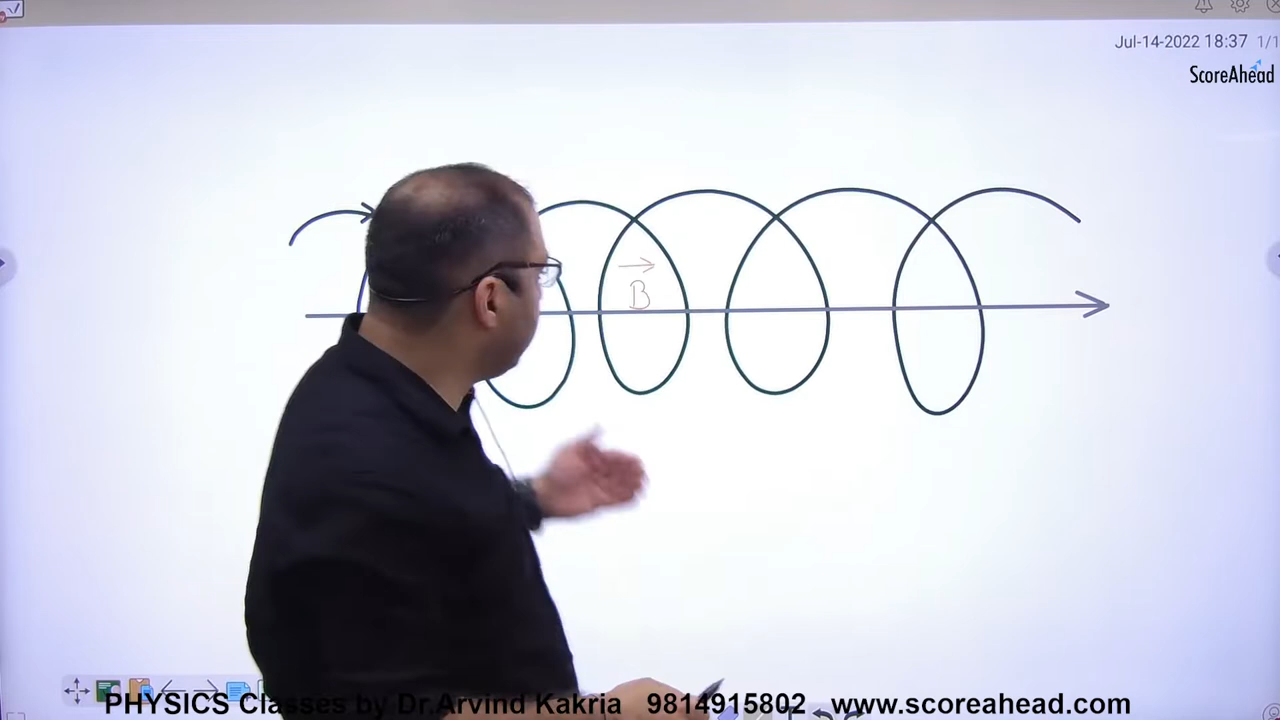 Jul-14-2022 18:37 1/1
ScoreAhead
B
PHYSICS Classes by Dr.Arvind Kakria 9814915802 www.scoreahead.com